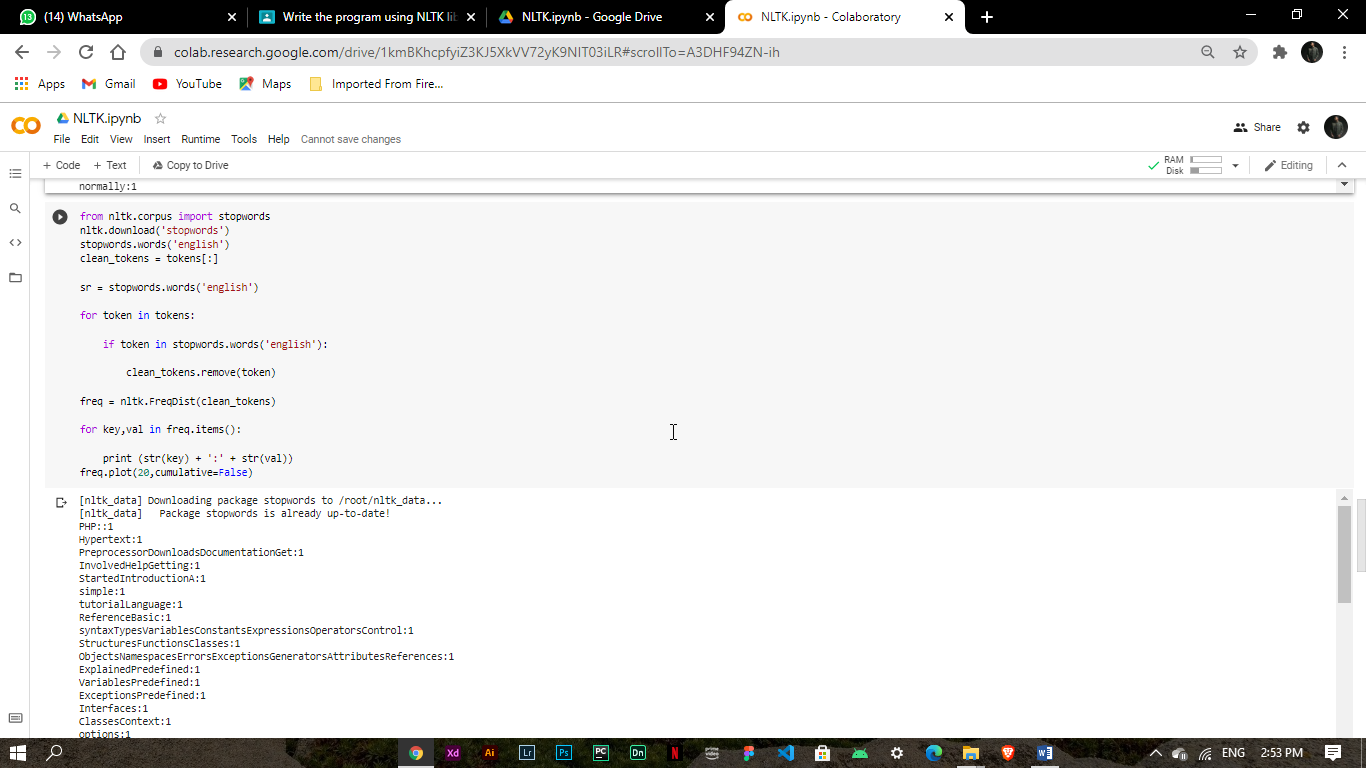 (14) WhatsApp
Write the program using NLTK lib
NLTK.ipynb - Google Drive
NLTK.ipynb - Colaboratory
colab.research.google.com/drive/1kmBKhcpfyiZ3KJ5XkVV72yK9NIT03iLR#scrollTo=A3DHF94ZN-ih
Apps
Gmail
YouTube
Maps
Imported From Fire...
NLTK.ipynb
File Edit View Insert Runtime Tools Help Cannot save changes
Share
+ Code + Text Copy to Drive
RAM
Disk
Editing
normally:1
from nltk.corpus import stopwords
nltk.download('stopwords')
stopwords.words('english')
clean_tokens = tokens[:]
sr = stopwords.words('english')
for token in tokens:
if token in stopwords.words('english'):
clean_tokens.remove(token)
freq = nltk.FreqDist(clean_tokens)
for key,val in freq.items():
print (str(key) + ':' + str(val))
freq.plot(20,cumulative=False)
[nltk_data] Downloading package stopwords to /root/nltk_data...
[nltk_data]   Package stopwords is already up-to-date!
PHP::1
Hypertext:1
PreprocessorDownloadsDocumentationGet:1
InvolvedHelpGetting:1
StartedIntroductionA:1
simple:1
tutorialLanguage:1
ReferenceBasic:1
syntaxTypesVariablesConstantsExpressionsOperatorsControl:1
StructuresFunctionsClasses:1
ObjectsNamespacesErrorsExceptionsGeneratorsAttributesReferences:1
ExplainedPredefined:1
VariablesPredefined:1
ExceptionsPredefined:1
Interfaces:1
ClassesContext:1
options:1
Xd
Ai
Lr
Ps
PC
Dn
N
prime video
W
ENG
2:53 PM